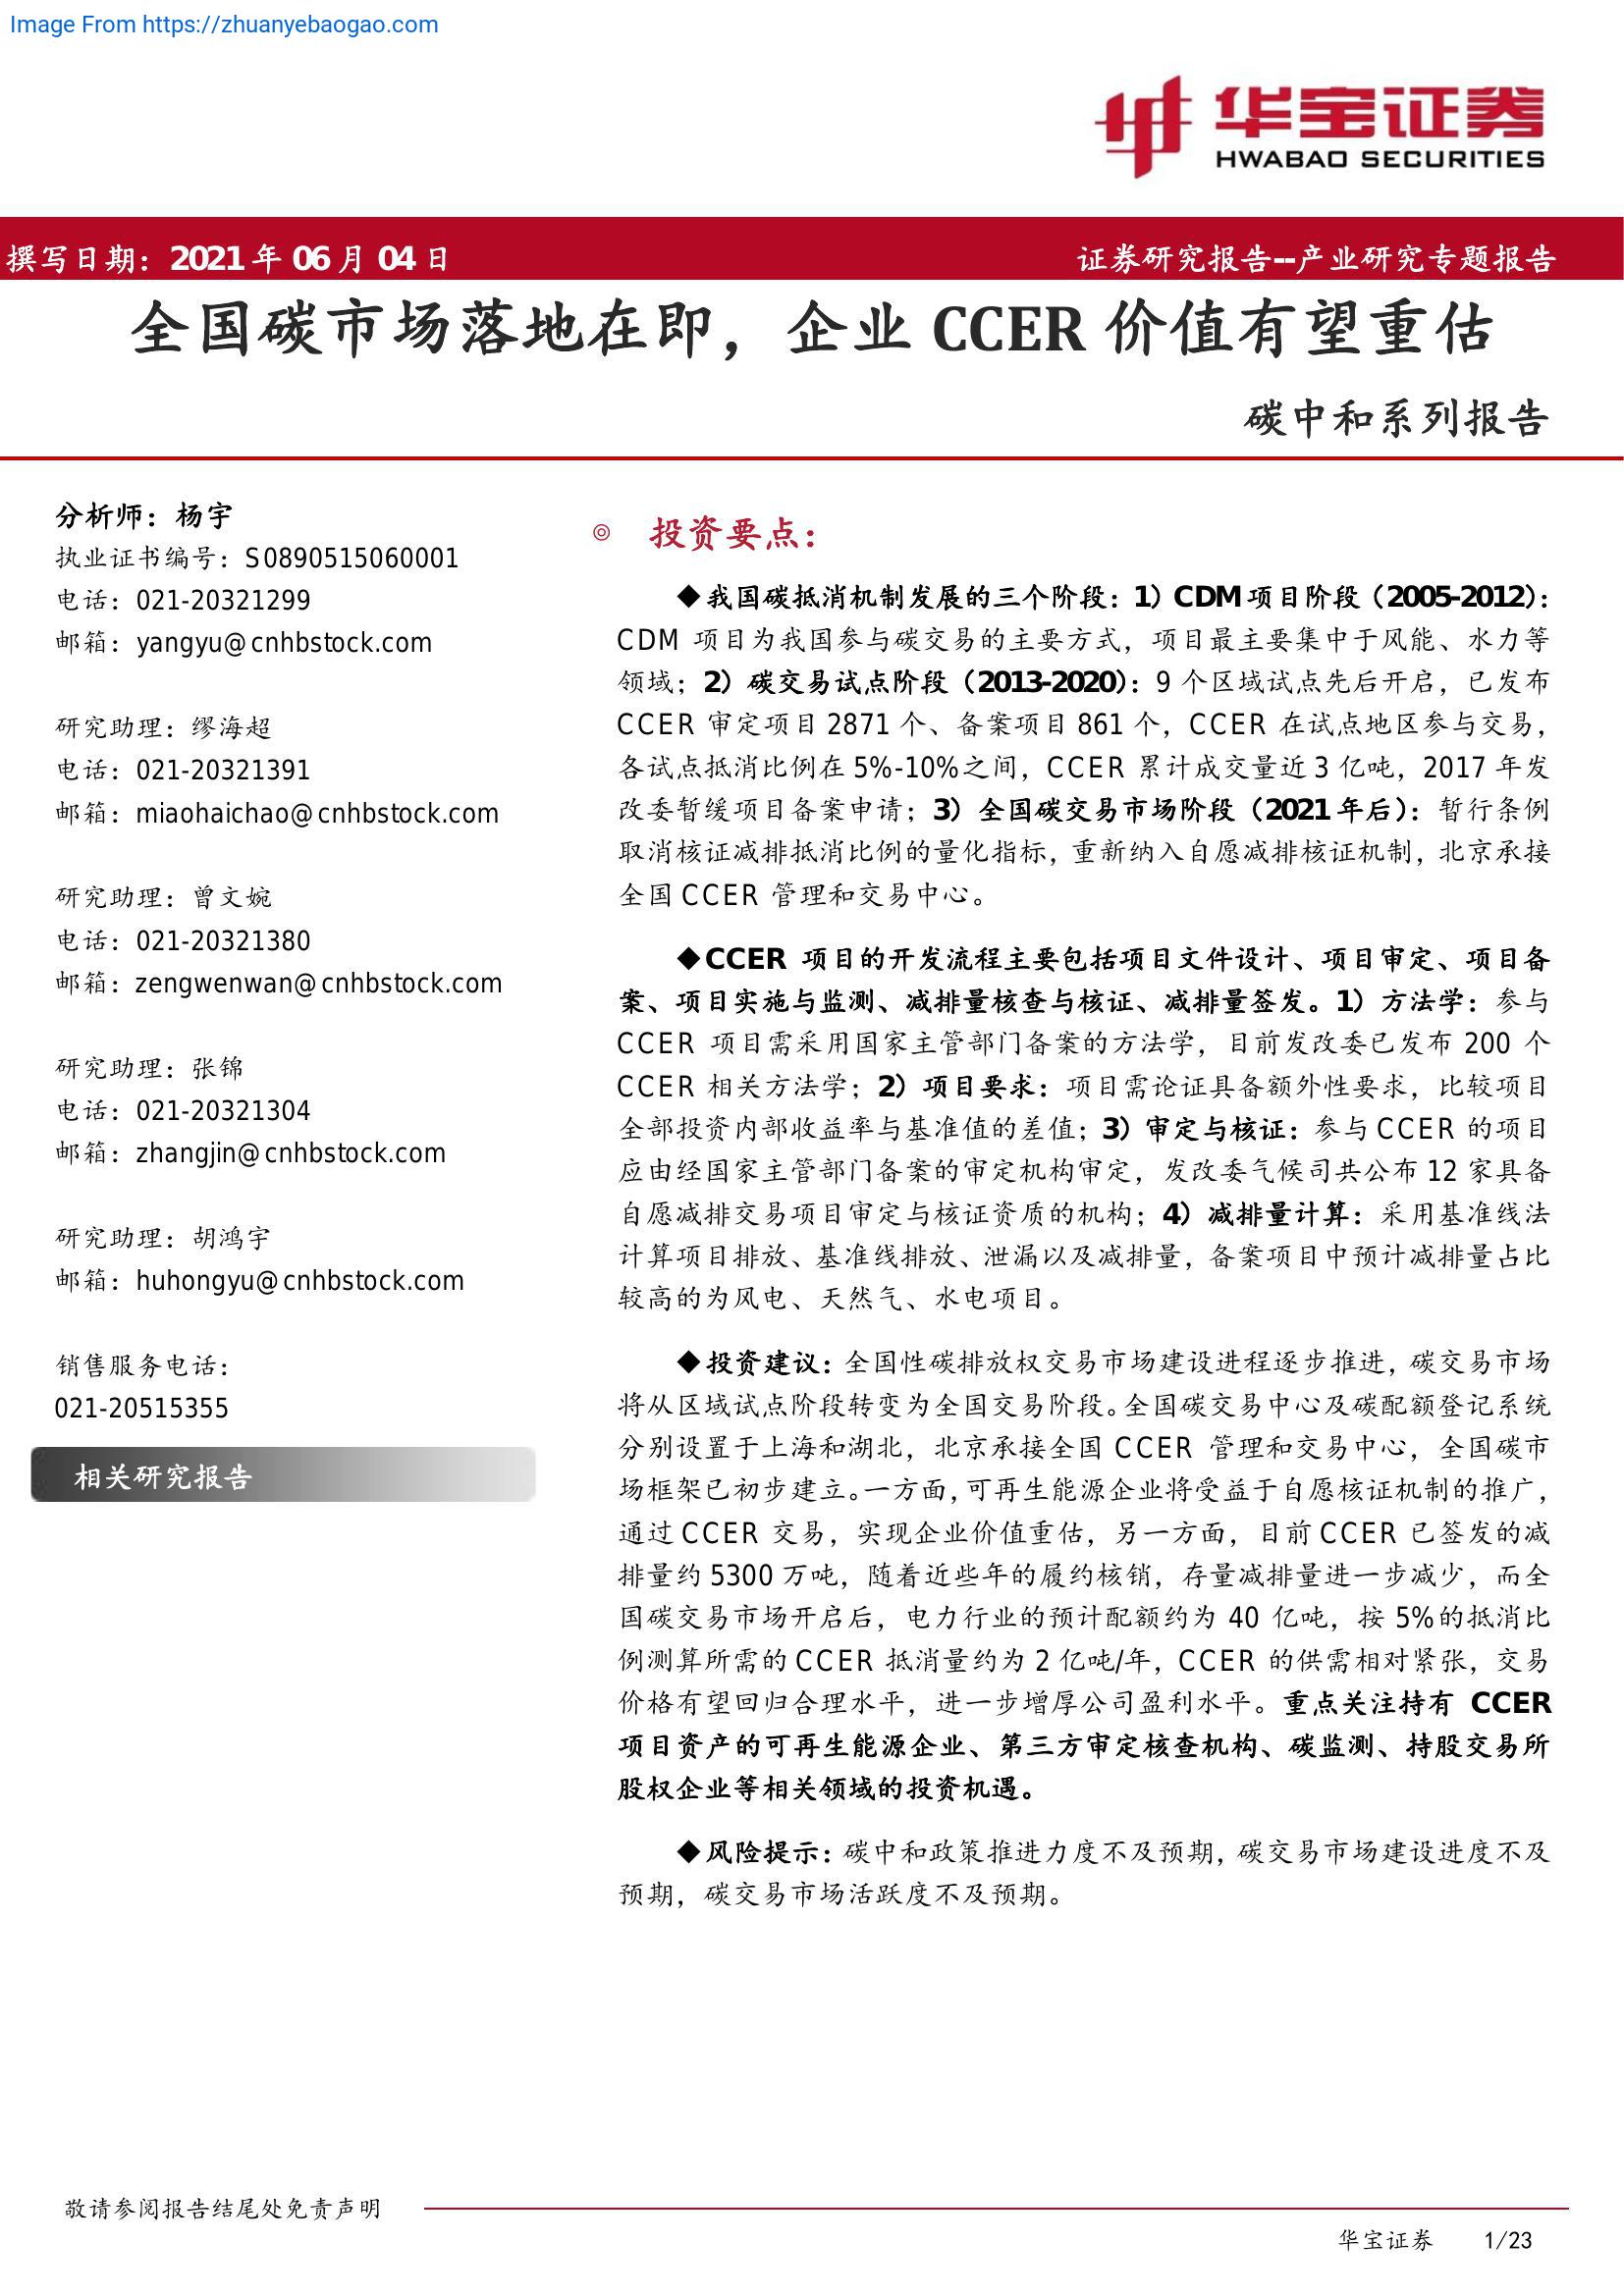 Image From https://zhuanyebaogao.com
华宝证券
HWABAO SECURITIES
撰写日期：2021 年 06 月 04 日
证券研究报告--产业研究专题报告
全国碳市场落地在即，企业 CCER 价值有望重估
碳中和系列报告
分析师：杨宇
执业证书编号：S0890515060001
电话：021-20321299
邮箱：yangyu@cnhbstock.com
研究助理：缪海超
电话：021-20321391
邮箱：miaohaichao@cnhbstock.com
研究助理：曾文婉
电话：021-20321380
邮箱：zengwenwan@cnhbstock.com
研究助理：张锦
电话：021-20321304
邮箱：zhangjin@cnhbstock.com
研究助理：胡鸿宇
邮箱：huhongyu@cnhbstock.com
销售服务电话：
021-20515355
相关研究报告
◎ 投资要点：
◆我国碳抵消机制发展的三个阶段：1）CDM 项目阶段（2005-2012）：
CDM 项目为我国参与碳交易的主要方式，项目最主要集中于风能、水力等
领域；2）碳交易试点阶段（2013-2020）：9 个区域试点先后开启，已发布
CCER 审定项目 2871 个、备案项目 861 个，CCER 在试点地区参与交易，
各试点抵消比例在 5%-10%之间，CCER 累计成交量近 3 亿吨，2017 年发
改委暂缓项目备案申请；3）全国碳交易市场阶段（2021 年后）：暂行条例
取消核证减排抵消比例的量化指标，重新纳入自愿减排核证机制，北京承接
全国 CCER 管理和交易中心。
◆CCER 项目的开发流程主要包括项目文件设计、项目审定、项目备
案、项目实施与监测、减排量核查与核证、减排量签发。1）方法学：参与
CCER 项目需采用国家主管部门备案的方法学，目前发改委已发布 200 个
CCER 相关方法学；2）项目要求：项目需论证具备额外性要求，比较项目
全部投资内部收益率与基准值的差值；3）审定与核证：参与 CCER 的项目
应由经国家主管部门备案的审定机构审定，发改委气候司共公布 12 家具备
自愿减排交易项目审定与核证资质的机构；4）减排量计算：采用基准线法
计算项目排放、基准线排放、泄漏以及减排量，备案项目中预计减排量占比
较高的为风电、天然气、水电项目。
◆投资建议：全国性碳排放权交易市场建设进程逐步推进，碳交易市场
将从区域试点阶段转变为全国交易阶段。全国碳交易中心及碳配额登记系统
分别设置于上海和湖北，北京承接全国 CCER 管理和交易中心，全国碳市
场框架已初步建立。一方面，可再生能源企业将受益于自愿核证机制的推广，
通过 CCER 交易，实现企业价值重估，另一方面，目前 CCER 已签发的减
排量约 5300 万吨，随着近些年的履约核销，存量减排量进一步减少，而全
国碳交易市场开启后，电力行业的预计配额约为 40 亿吨，按 5%的抵消比
例测算所需的 CCER 抵消量约为 2 亿吨/年，CCER 的供需相对紧张，交易
价格有望回归合理水平，进一步增厚公司盈利水平。重点关注持有 CCER
项目资产的可再生能源企业、第三方审定核查机构、碳监测、持股交易所
股权企业等相关领域的投资机遇。
◆风险提示：碳中和政策推进力度不及预期，碳交易市场建设进度不及
预期，碳交易市场活跃度不及预期。
敬请参阅报告结尾处免责声明
华宝证券 1/23